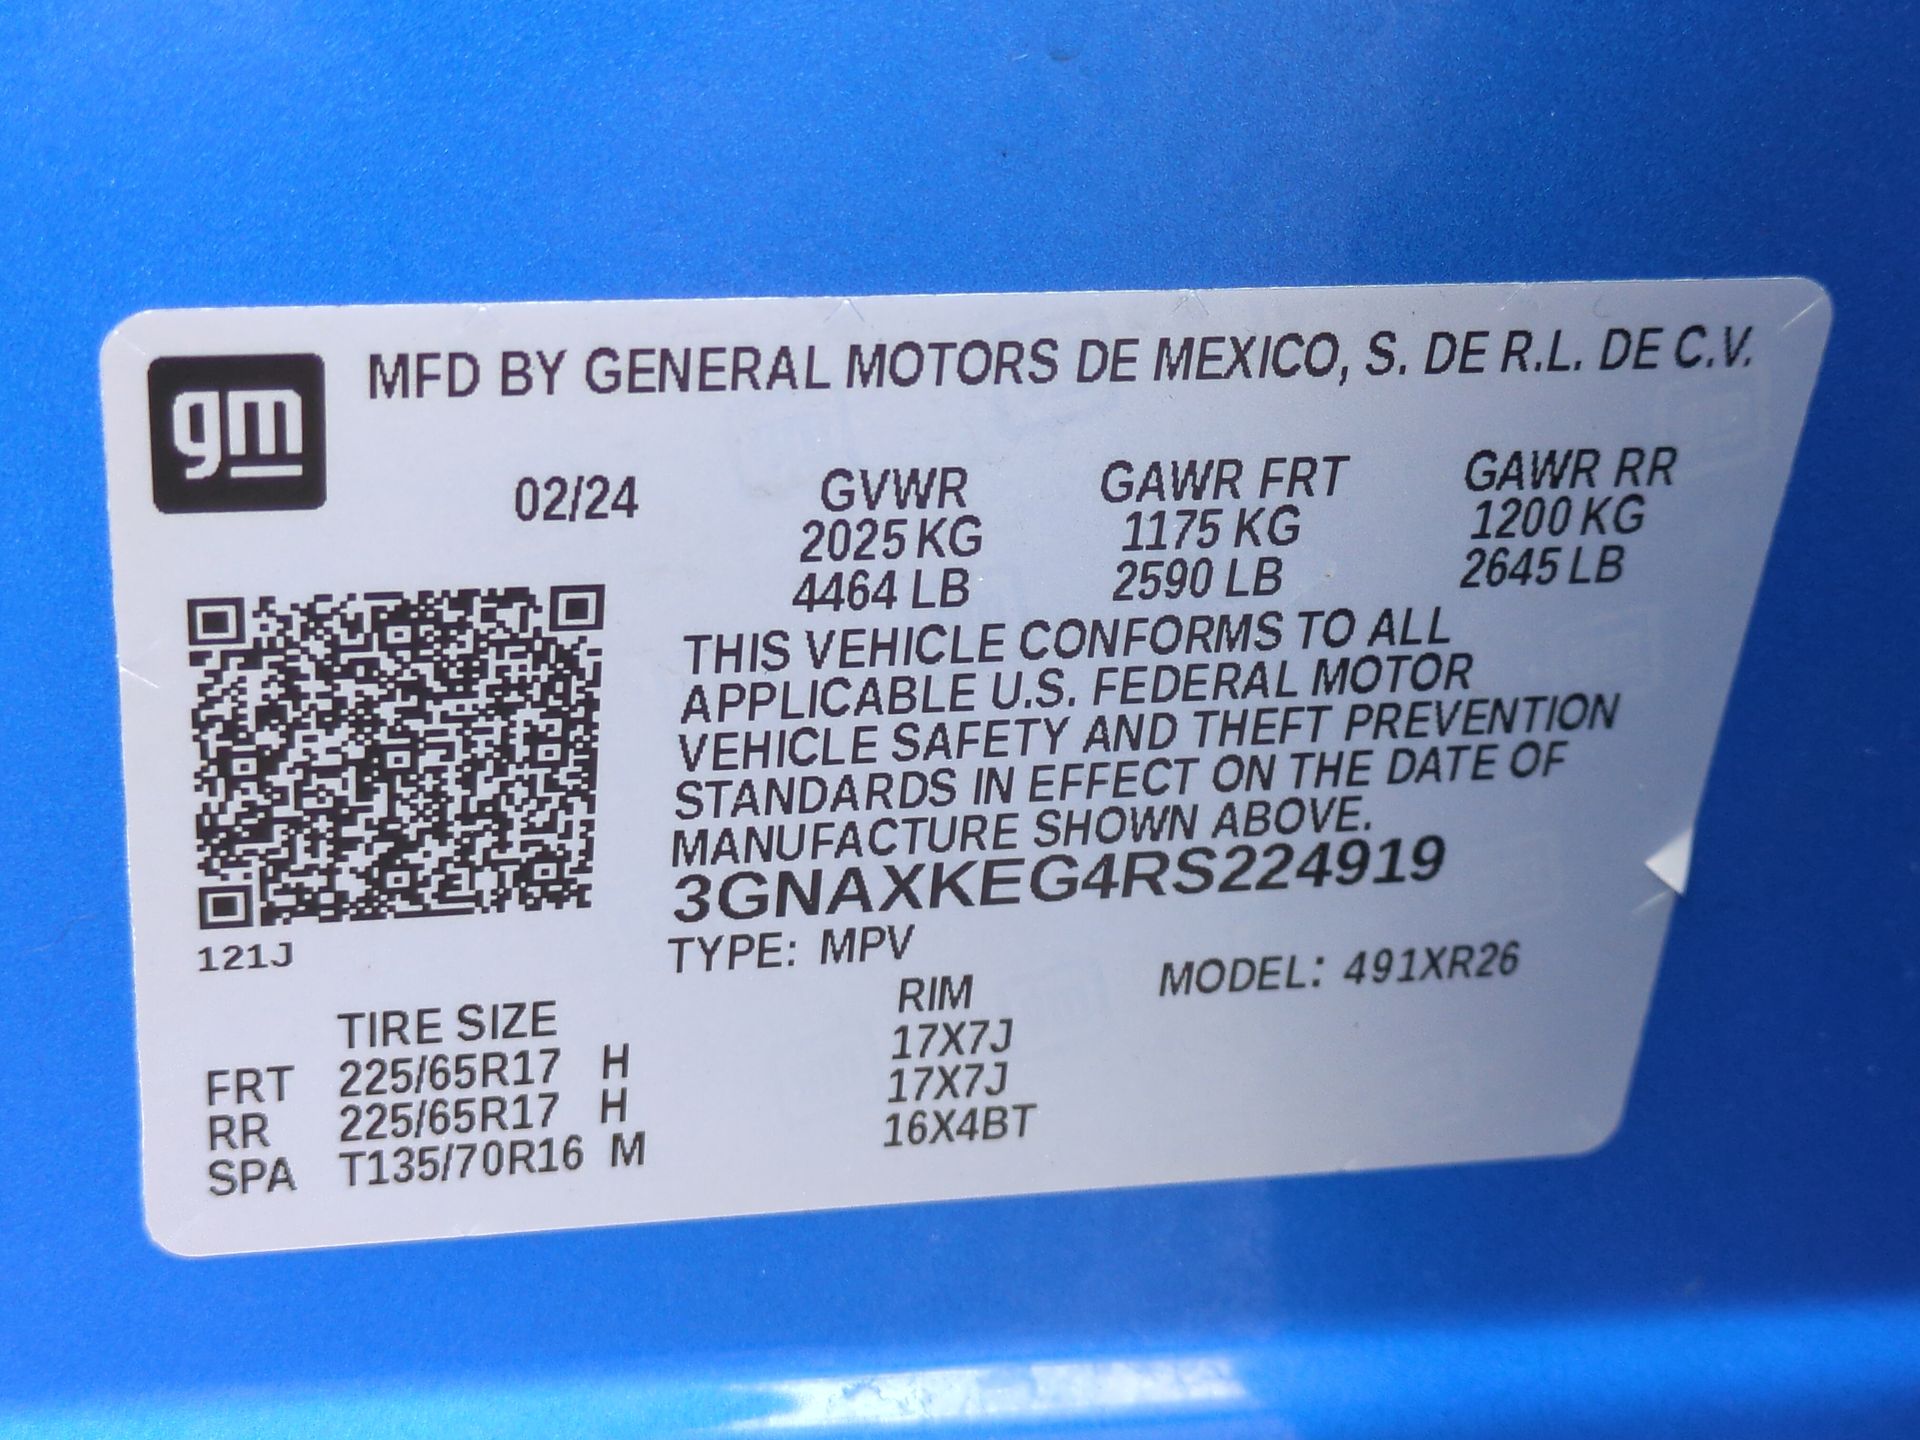 gm
MFD BY GENERAL MOTORS DE MEXICO, S. DE R.L. DE C.V.
02/24 GVWR GAWR FRT GAWR RR
2025 KG 1175 KG 1200 KG
4464 LB 2590 LB 2645 LB
THIS VEHICLE CONFORMS TO ALL
APPLICABLE U.S. FEDERAL MOTOR
VEHICLE SAFETY AND THEFT PREVENTION
STANDARDS IN EFFECT ON THE DATE OF
MANUFACTURE SHOWN ABOVE.
3GNAXKEG4RS224919
121J
TYPE: MPV MODEL: 491XR26
TIRE SIZE RIM
FRT 225/65R17 H 17X7J
RR 225/65R17 H 17X7J
SPA T135/70R16 M 16X4BT